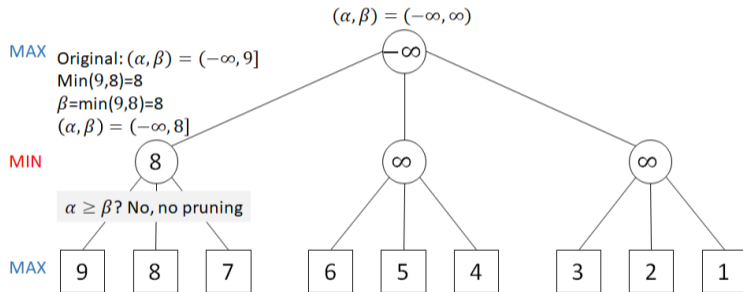 (α, β) = (−∞, ∞)
MAX
Original: (α, β) = (−∞, 9]
Min(9,8)=8
β=min(9,8)=8
(α, β) = (−∞, 8]
−∞
MIN
8
∞
∞
α ≥ β? No, no pruning
MAX
9
8
7
6
5
4
3
2
1